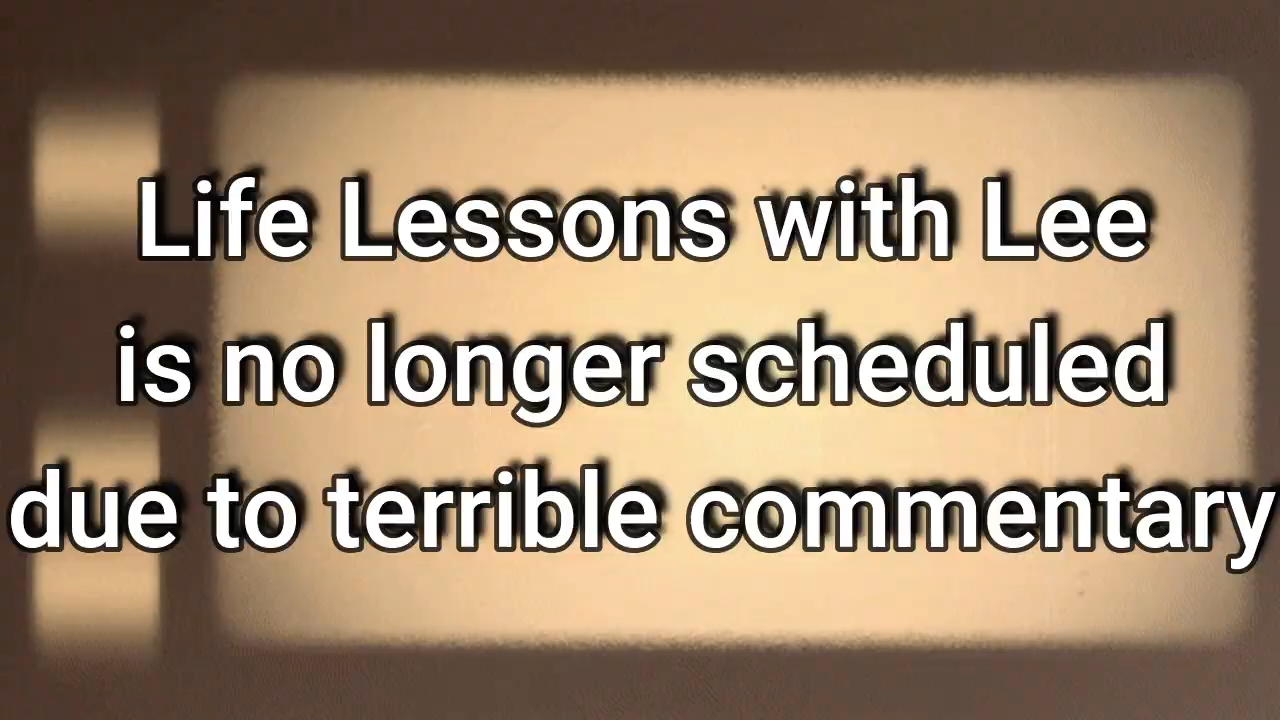 Life Lessons with Lee
is no longer scheduled
due to terrible commentary